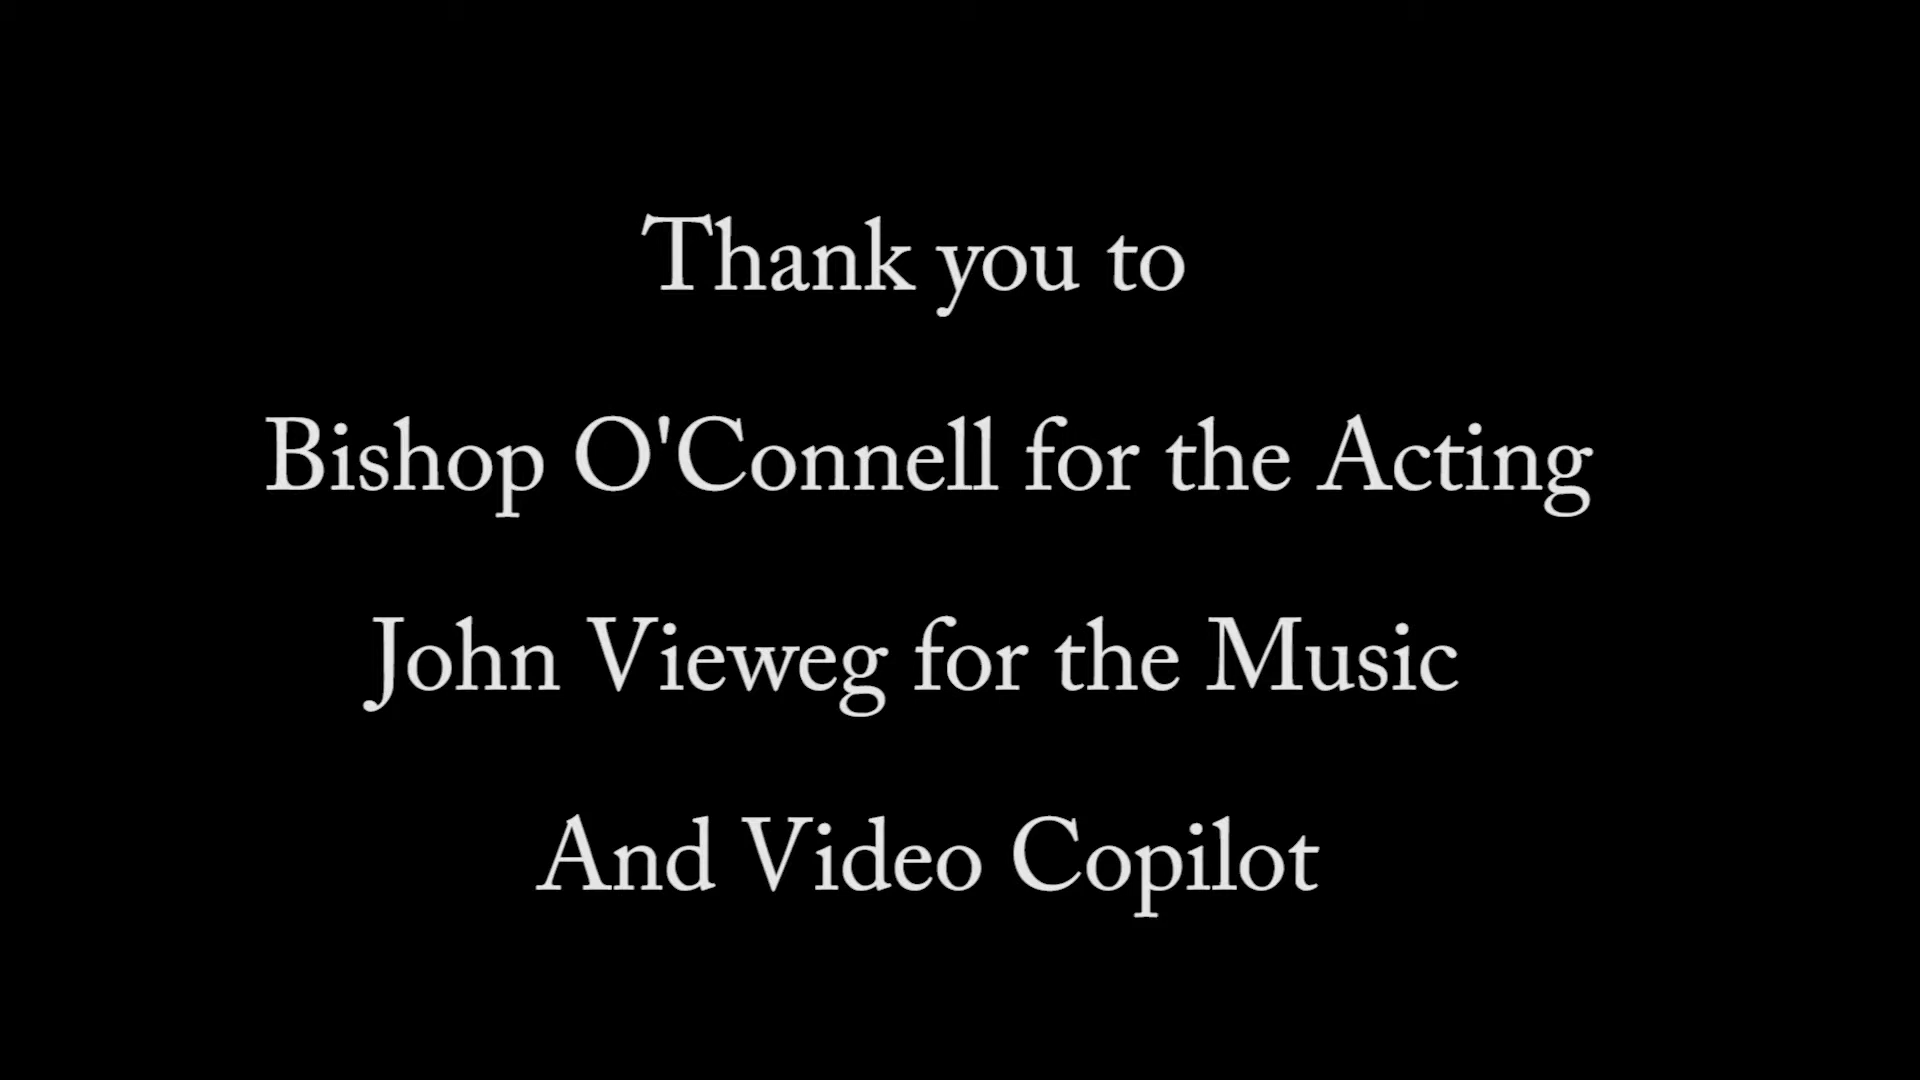 Thank you to
Bishop O'Connell for the Acting
John Vieweg for the Music
And Video Copilot